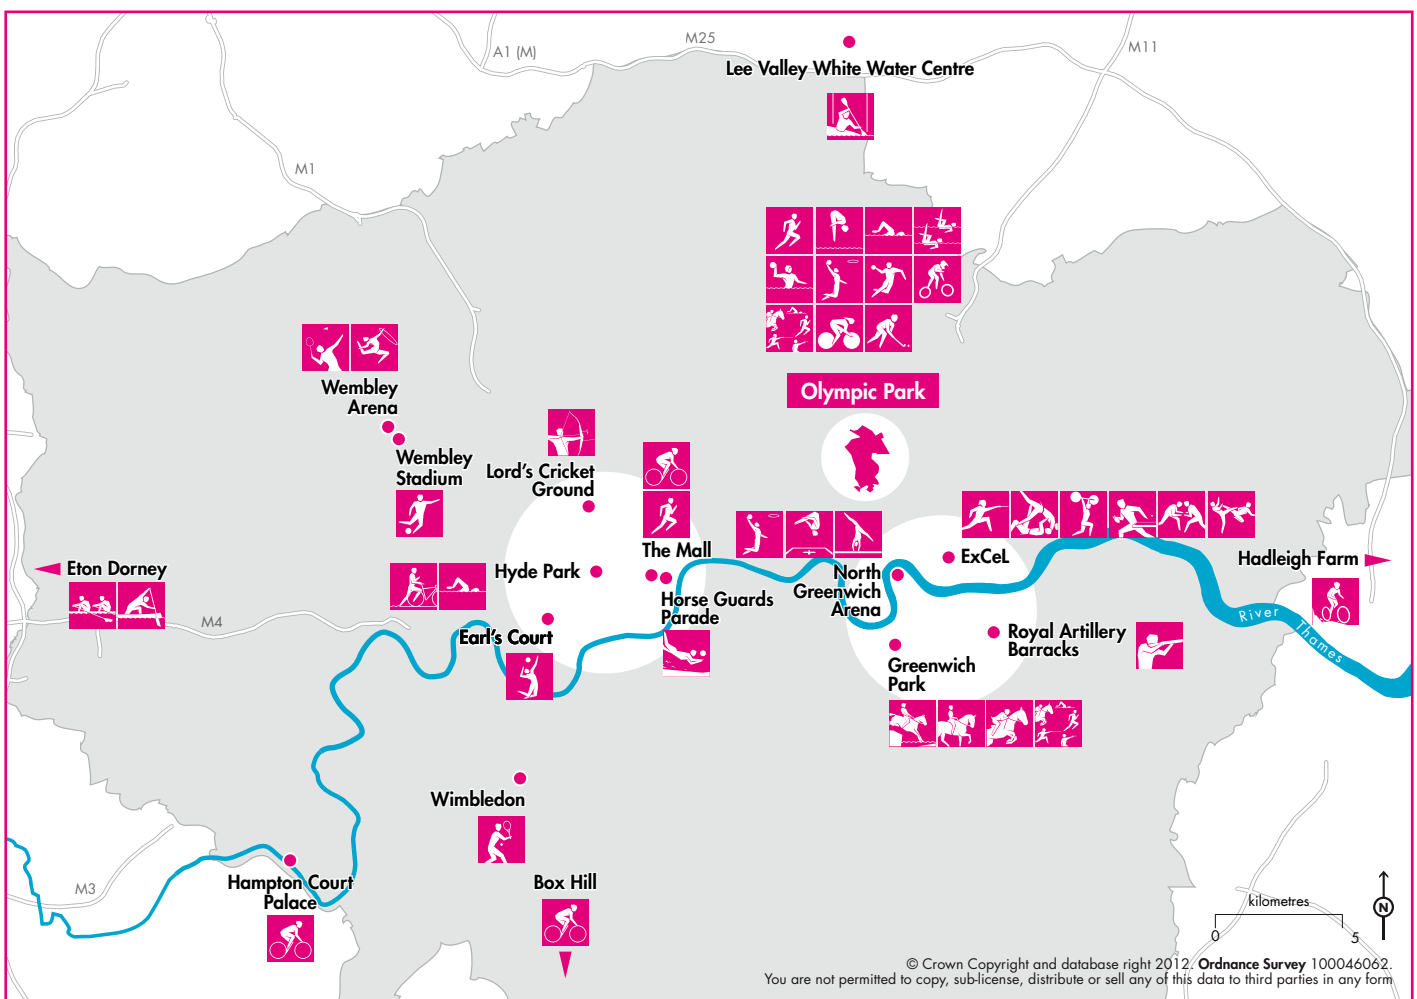 A1 (M)
M25
M11
Lee Valley White Water Centre
M1
Wembley
Arena
Olympic Park
Wembley
Stadium
Lord's Cricket
Ground
The Mall
Eton Dorney
Hyde Park
North
Greenwich
Arena
ExCeL
Hadleigh Farm
Horse Guards
Parade
M4
Earl's Court
River Thames
Royal Artillery
Barracks
Greenwich
Park
Wimbledon
M3
Hampton Court
Palace
Box Hill
kilometres
0
5
N
© Crown Copyright and database right 2012. Ordnance Survey 100046062.
You are not permitted to copy, sub-license, distribute or sell any of this data to third parties in any form